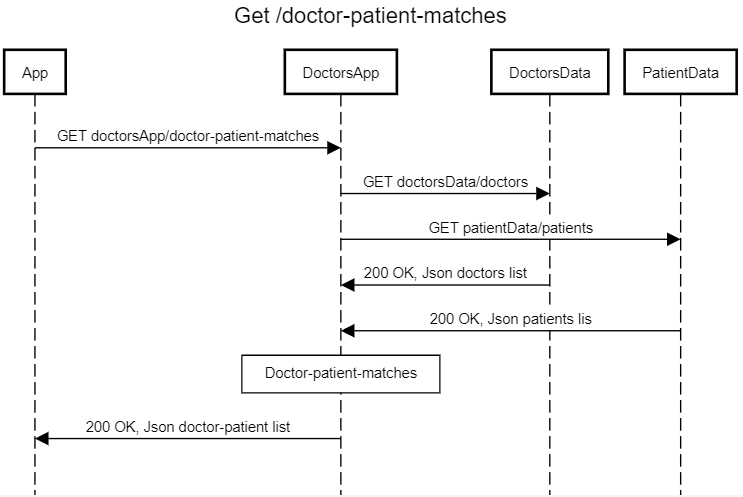 Get /doctor-patient-matches
App
DoctorsApp
DoctorsData
PatientData
GET doctorsApp/doctor-patient-matches
GET doctorsData/doctors
GET patientData/patients
200 OK, Json doctors list
200 OK, Json patients lis
Doctor-patient-matches
200 OK, Json doctor-patient list